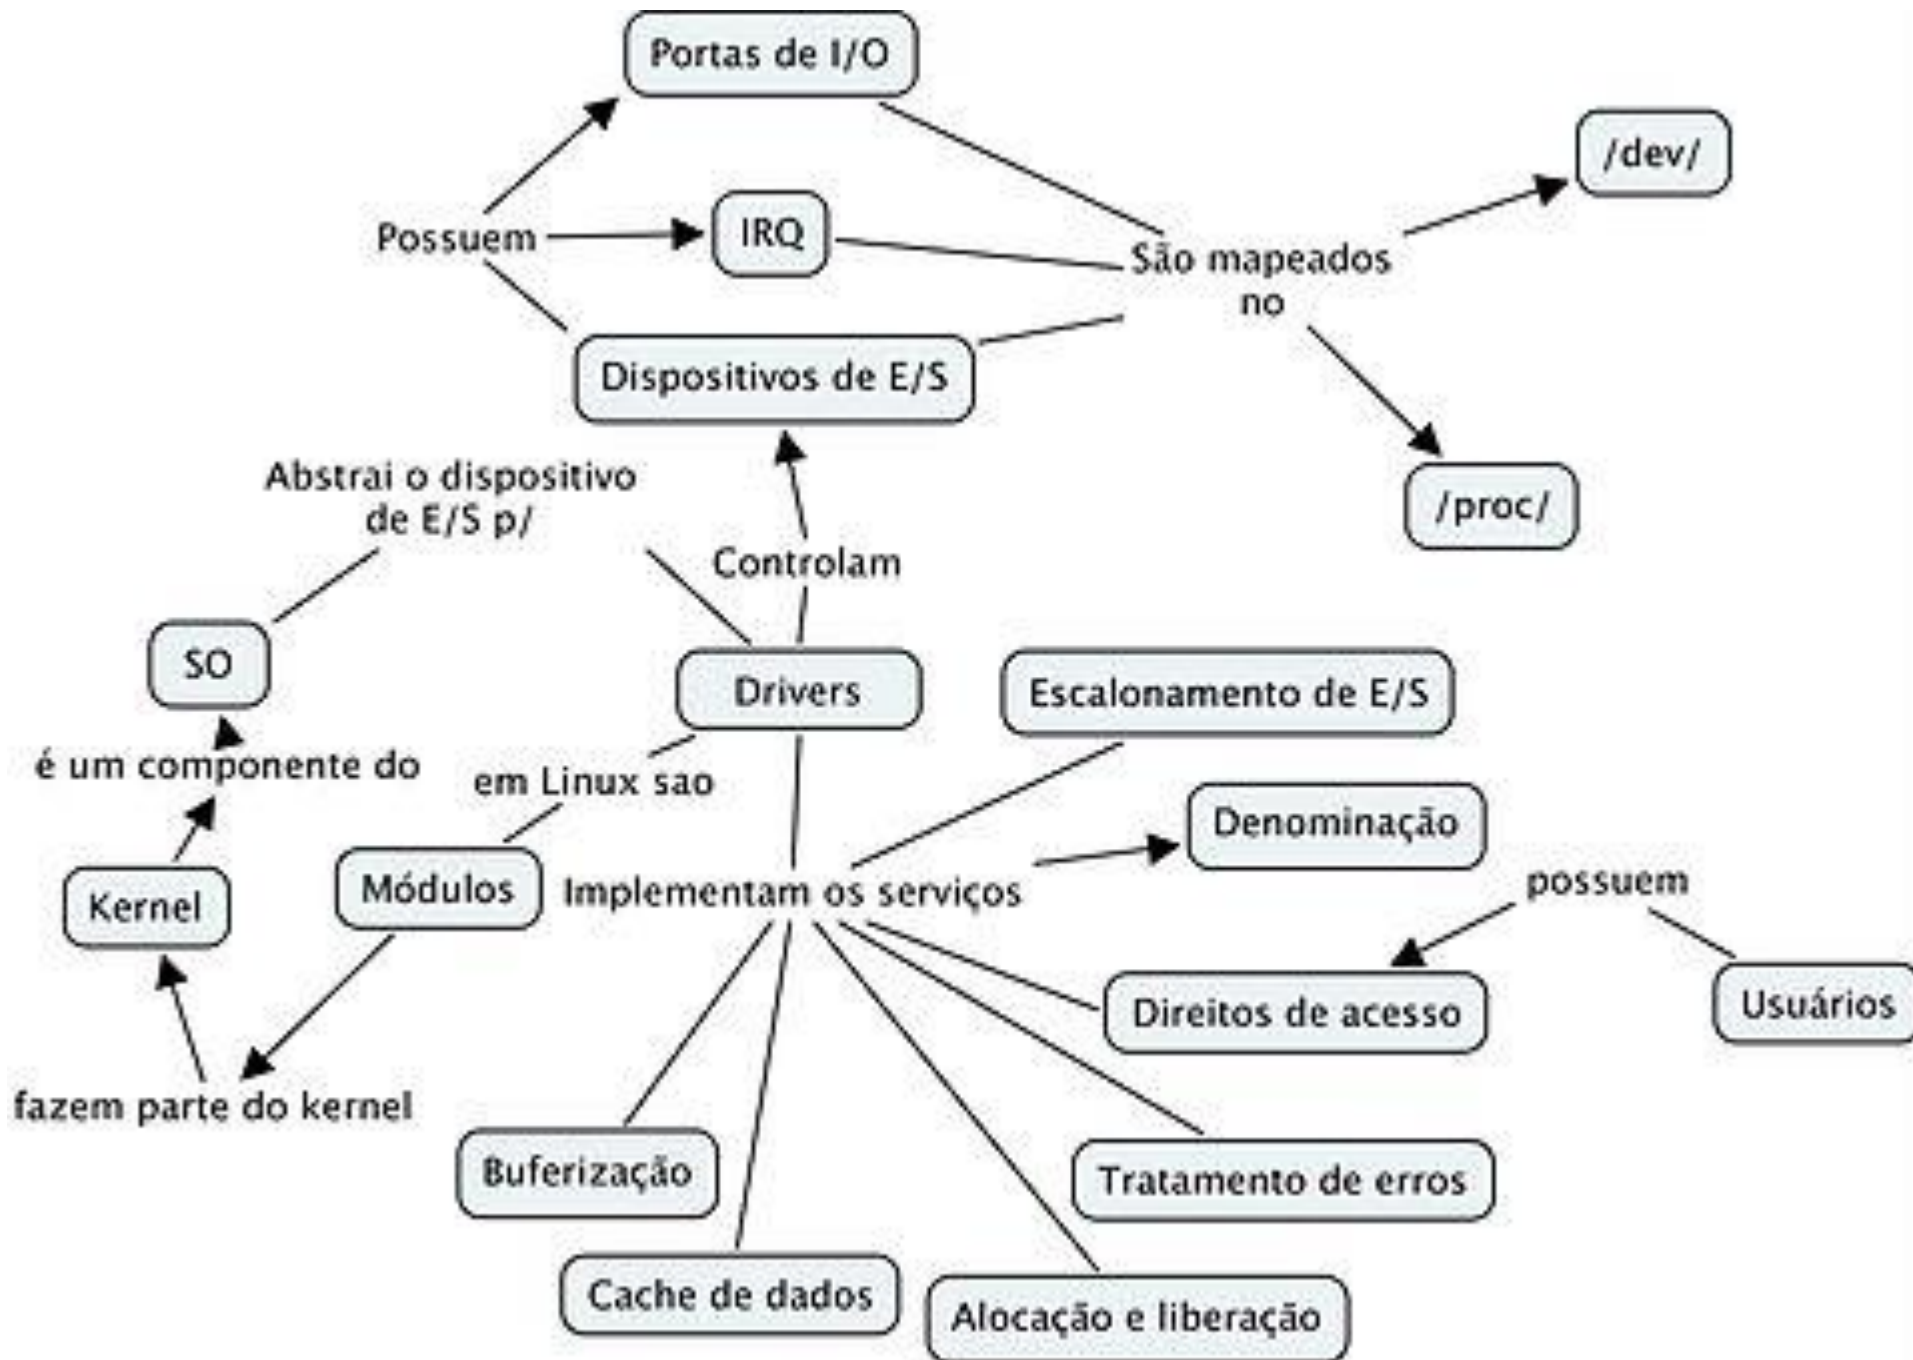 Portas de I/O
/dev/
Possuem
IRQ
São mapeados
no
Dispositivos de E/S
Abstrai o dispositivo
de E/S p/
/proc/
Controlam
SO
Drivers
Escalonamento de E/S
é um componente do
em Linux sao
Denominação
Kernel
Módulos
Implementam os serviços
possuem
Direitos de acesso
Usuários
fazem parte do kernel
Buferização
Tratamento de erros
Cache de dados
Alocação e liberação